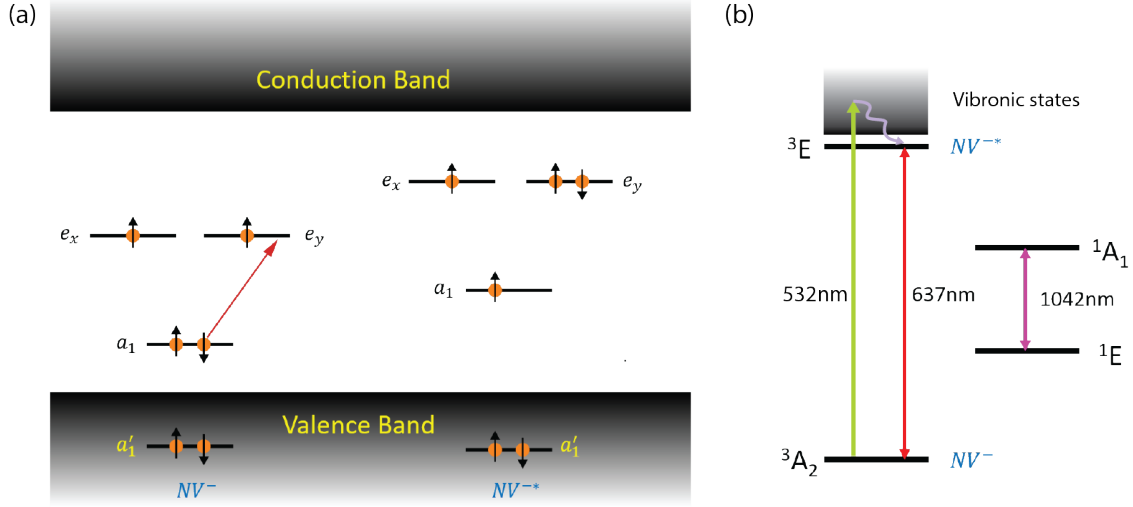 (a)
Conduction Band
eₓ
e_y
eₓ
e_y
a₁
a₁
Valence Band
a₁′
a₁′
NV⁻
NV⁻*
(b)
Vibronic states
³E
NV⁻*
¹A₁
532nm
637nm
1042nm
¹E
³A₂
NV⁻